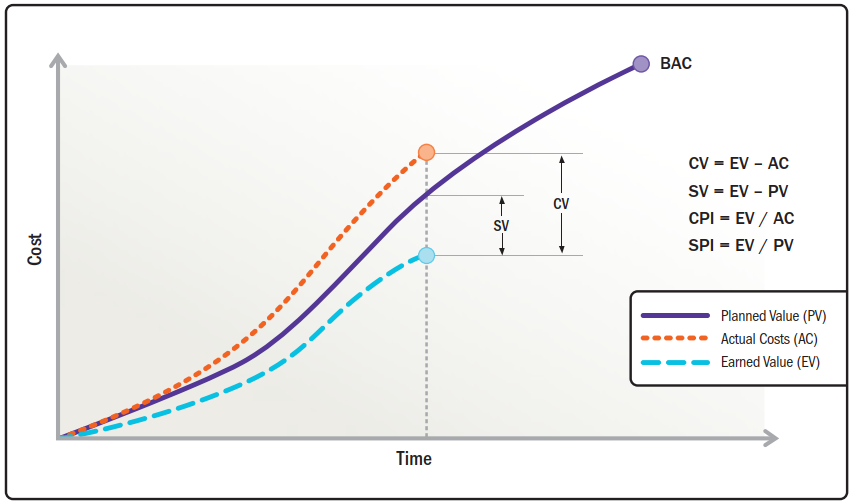 BAC
CV = EV – AC
SV = EV – PV
CPI = EV / AC
SPI = EV / PV
CV
SV
Cost
Planned Value (PV)
Actual Costs (AC)
Earned Value (EV)
Time